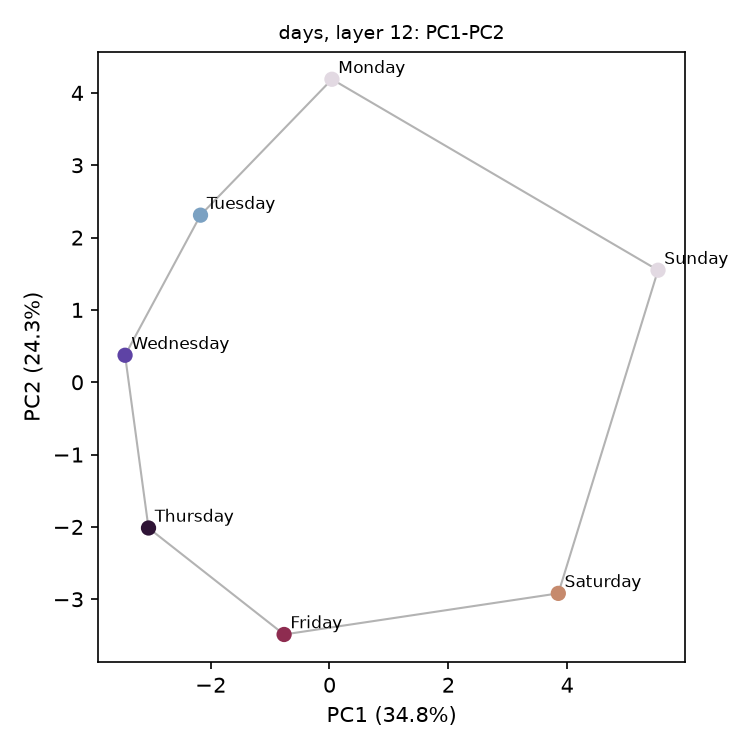 days, layer 12: PC1-PC2
Monday
Tuesday
Sunday
Wednesday
Thursday
Saturday
Friday
4
3
2
1
0
−1
−2
−3
PC2 (24.3%)
−2
0
2
4
PC1 (34.8%)